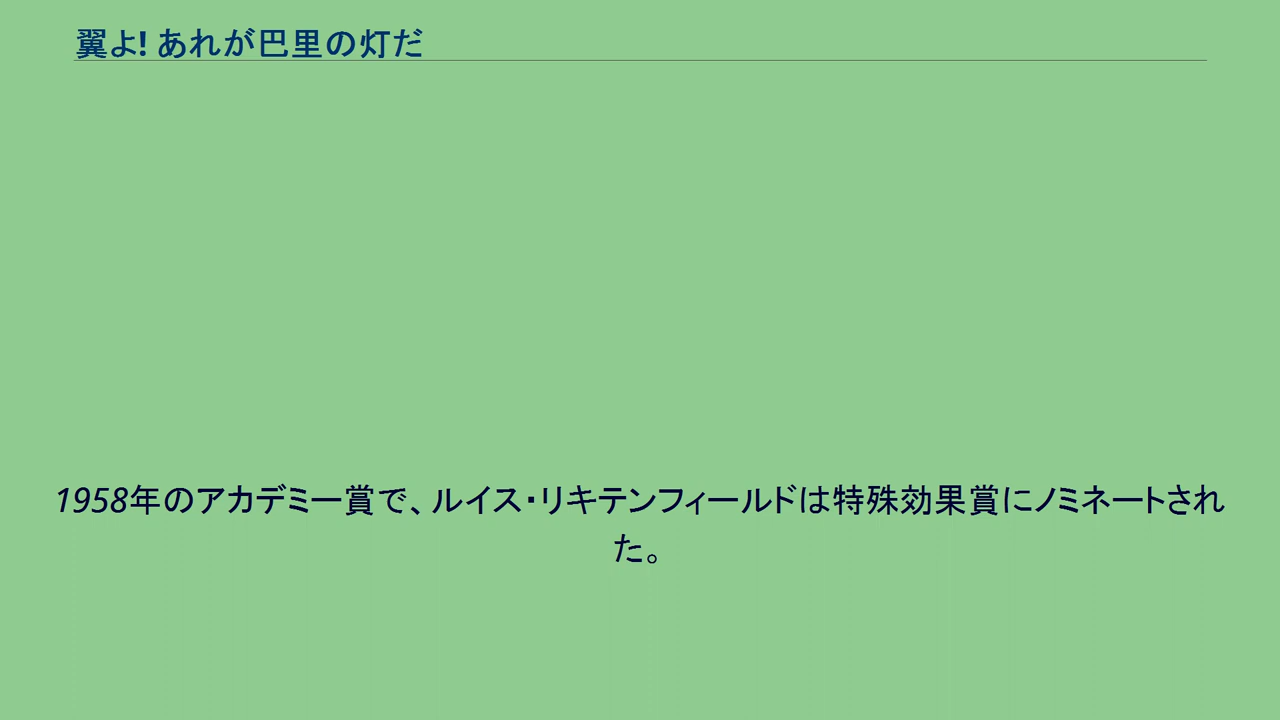 翼よ! あれが巴里の灯だ
1958年のアカデミー賞で、ルイス・リキテンフィールドは特殊効果賞にノミネートされ
た。